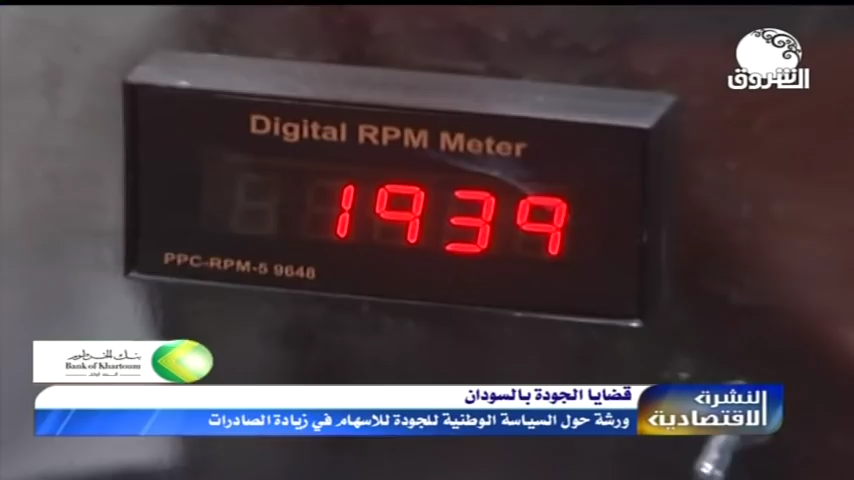 الشروق
Digital RPM Meter
1939
PPC-RPM-5 9648
بنك الخرطوم
Bank of Khartoum
النشرة
الاقتصادية
قضايا الجودة بالسودان
ورشة حول السياسة الوطنية للجودة للاسهام في زيادة الصادرات